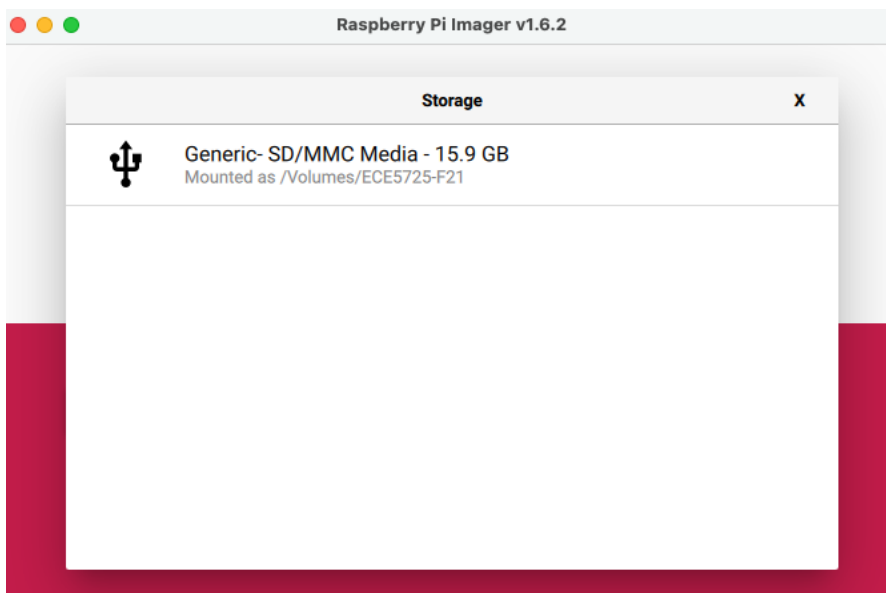 Raspberry Pi Imager v1.6.2
Storage X
Generic- SD/MMC Media - 15.9 GB
Mounted as /Volumes/ECE5725-F21